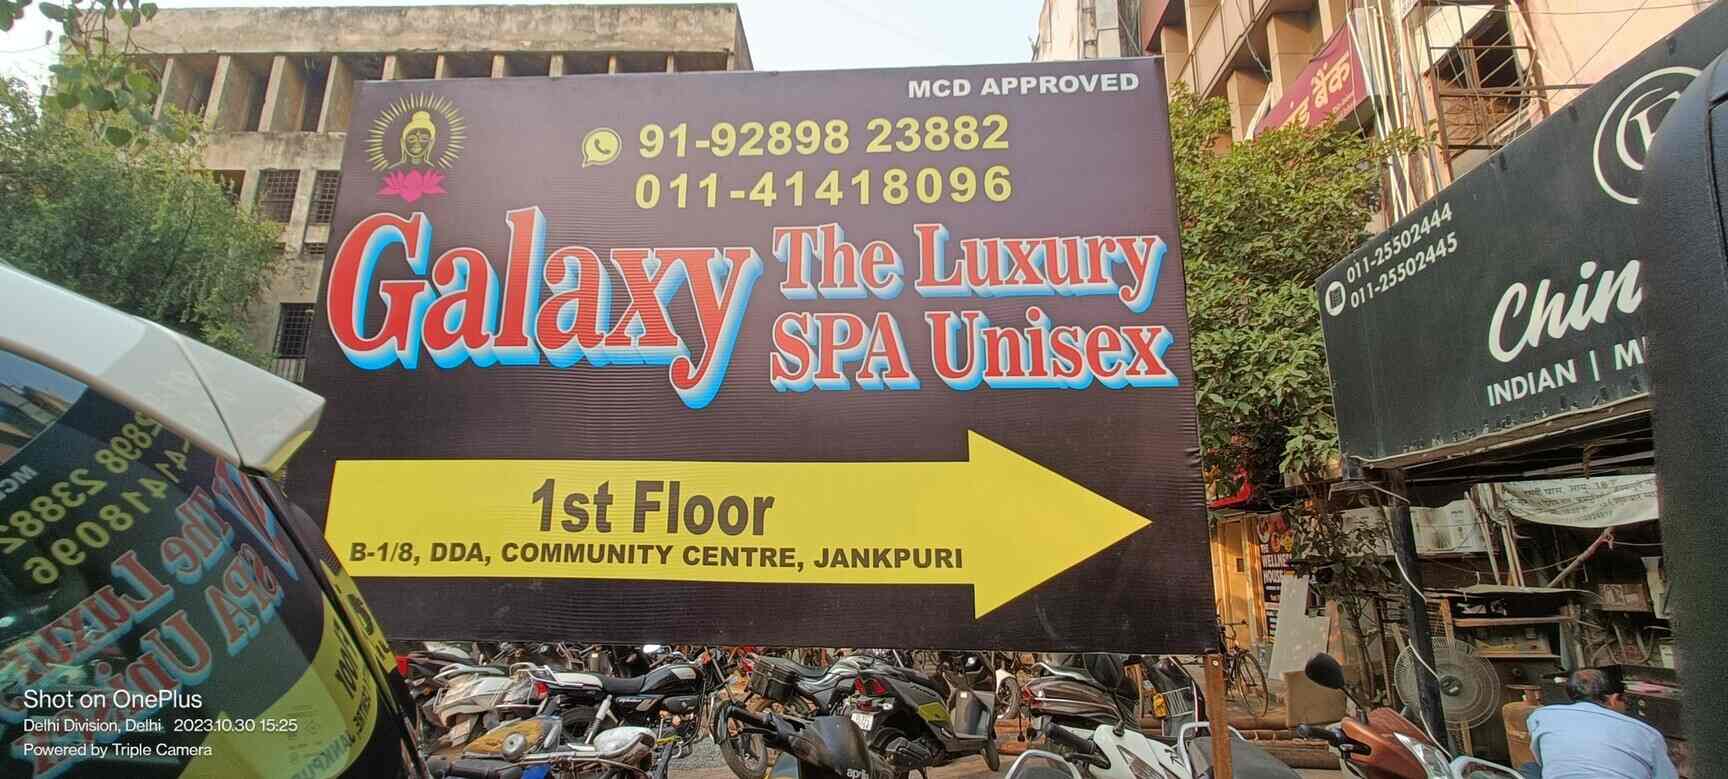 MCD APPROVED
91-92898 23882
011-41418096
Galaxy The Luxury
SPA Unisex
1st Floor
B-1/8, DDA, COMMUNITY CENTRE, JANKPURI
बैंक
011-25502444
011-25502445
INDIAN |
THE
aprilia
Shot on OnePlus
Delhi Division, Delhi 2023.10.30 15:25
Powered by Triple Camera